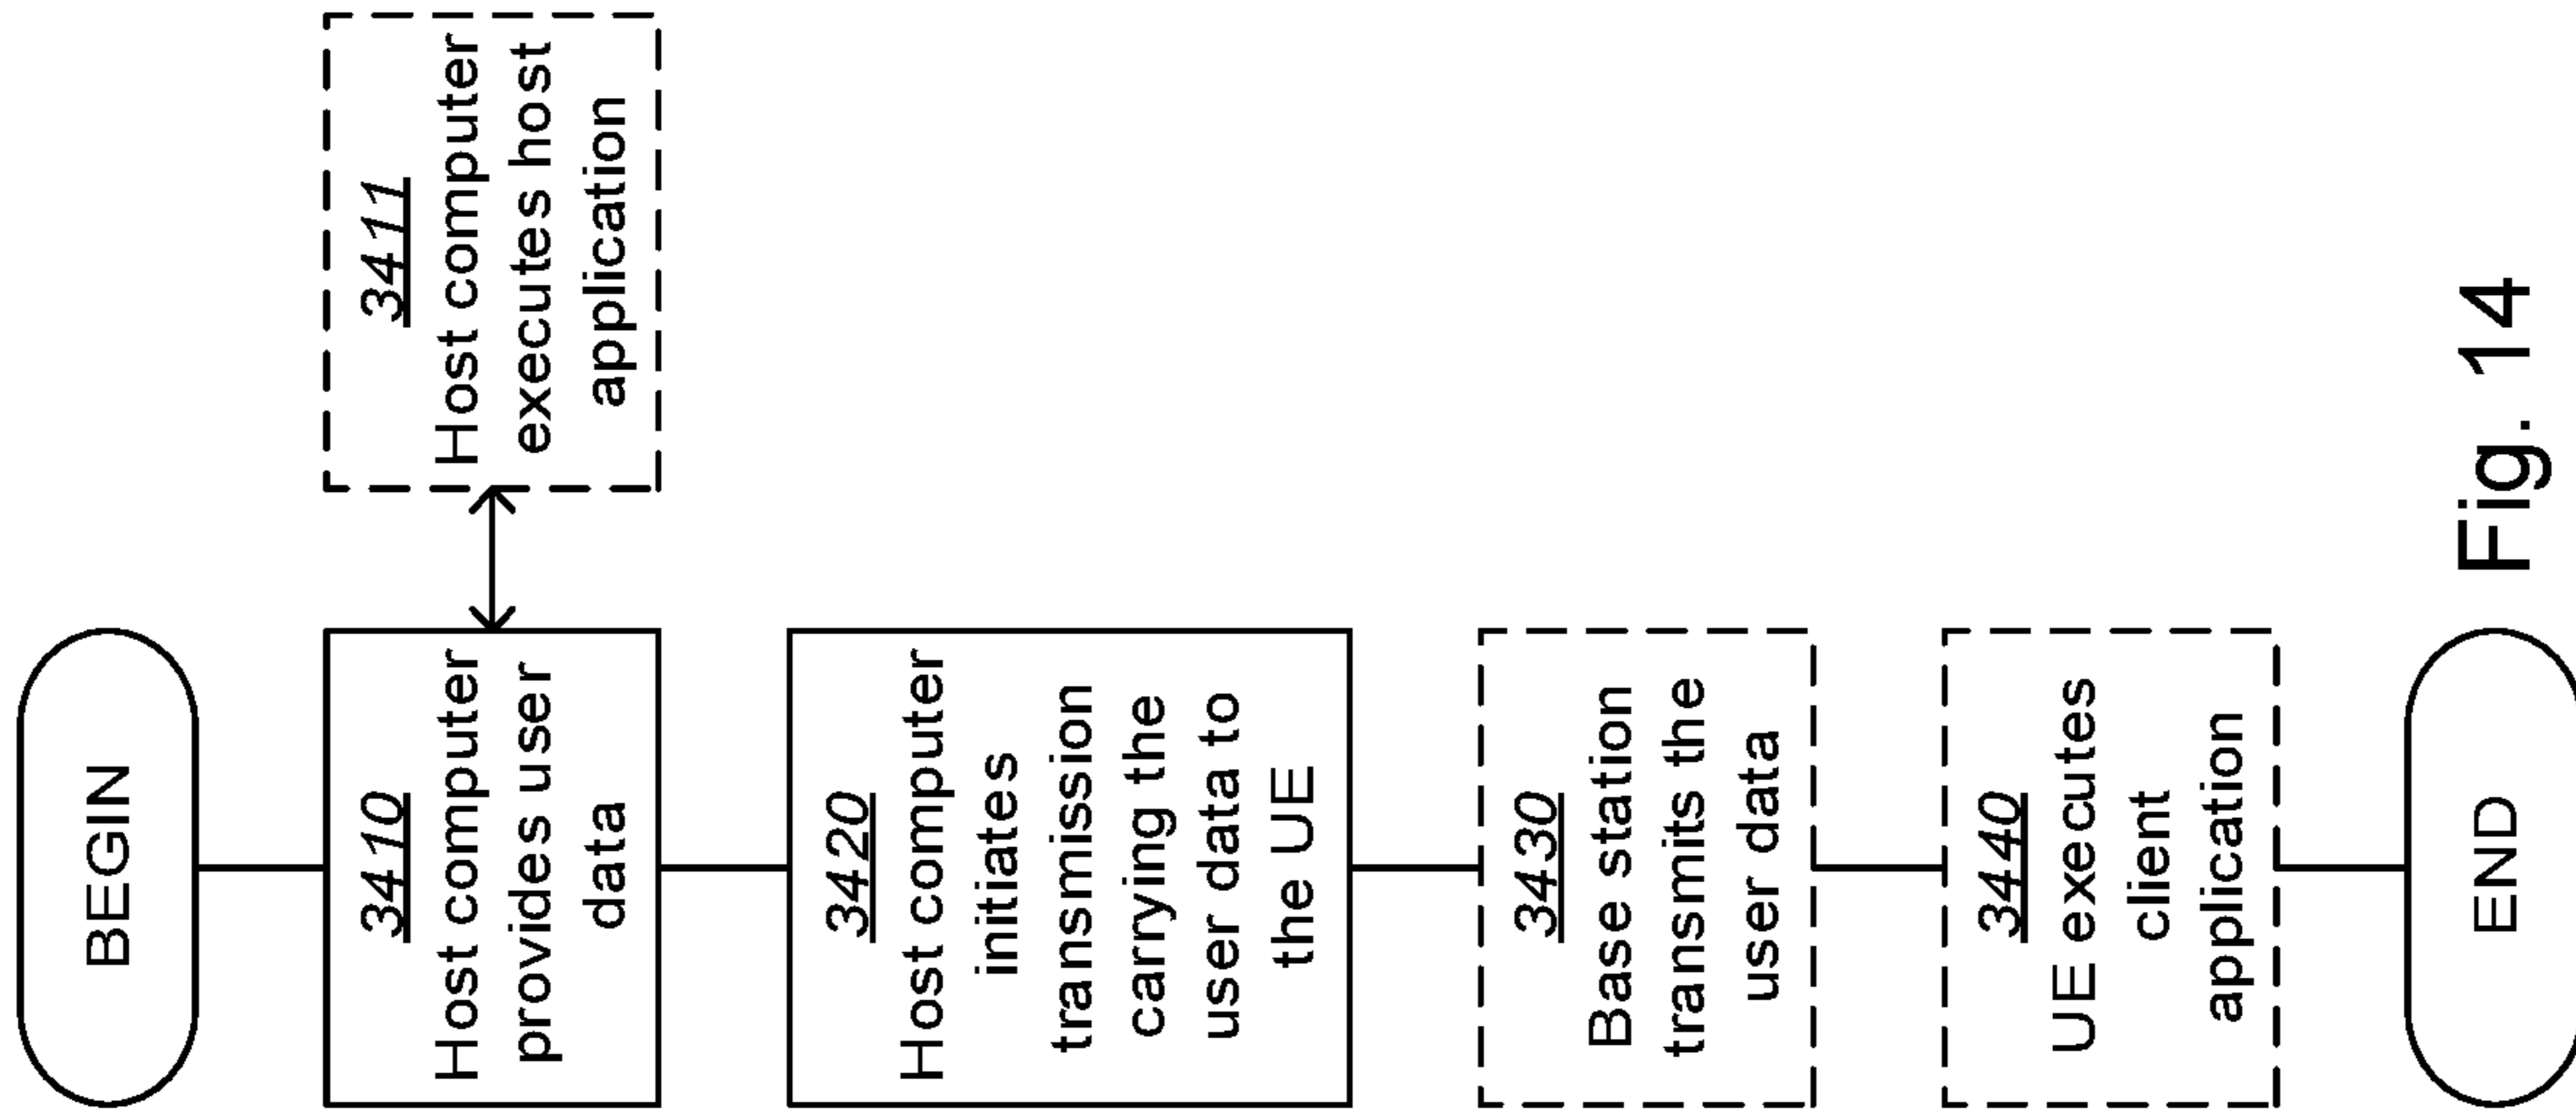 BEGIN
3410
Host computer
provides user
data
3411
Host computer
executes host
application
3420
Host computer
initiates
transmission
carrying the
user data to
the UE
3430
Base station
transmits the
user data
3440
UE executes
client
application
END
Fig. 14